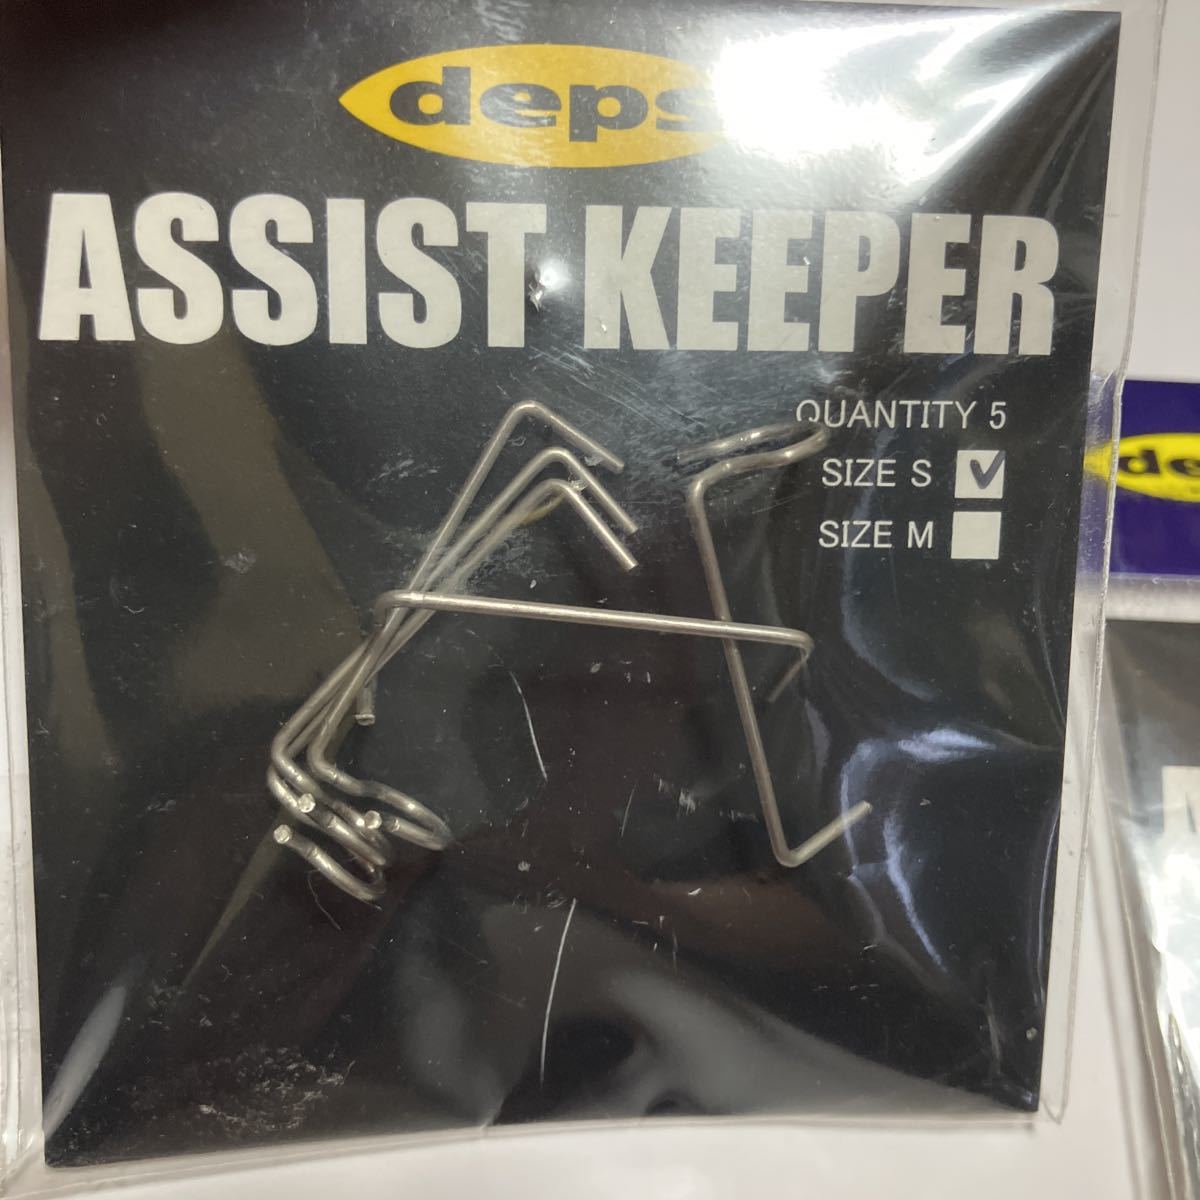 deps
ASSIST KEEPER
QUANTITY 5
SIZE S
SIZE M